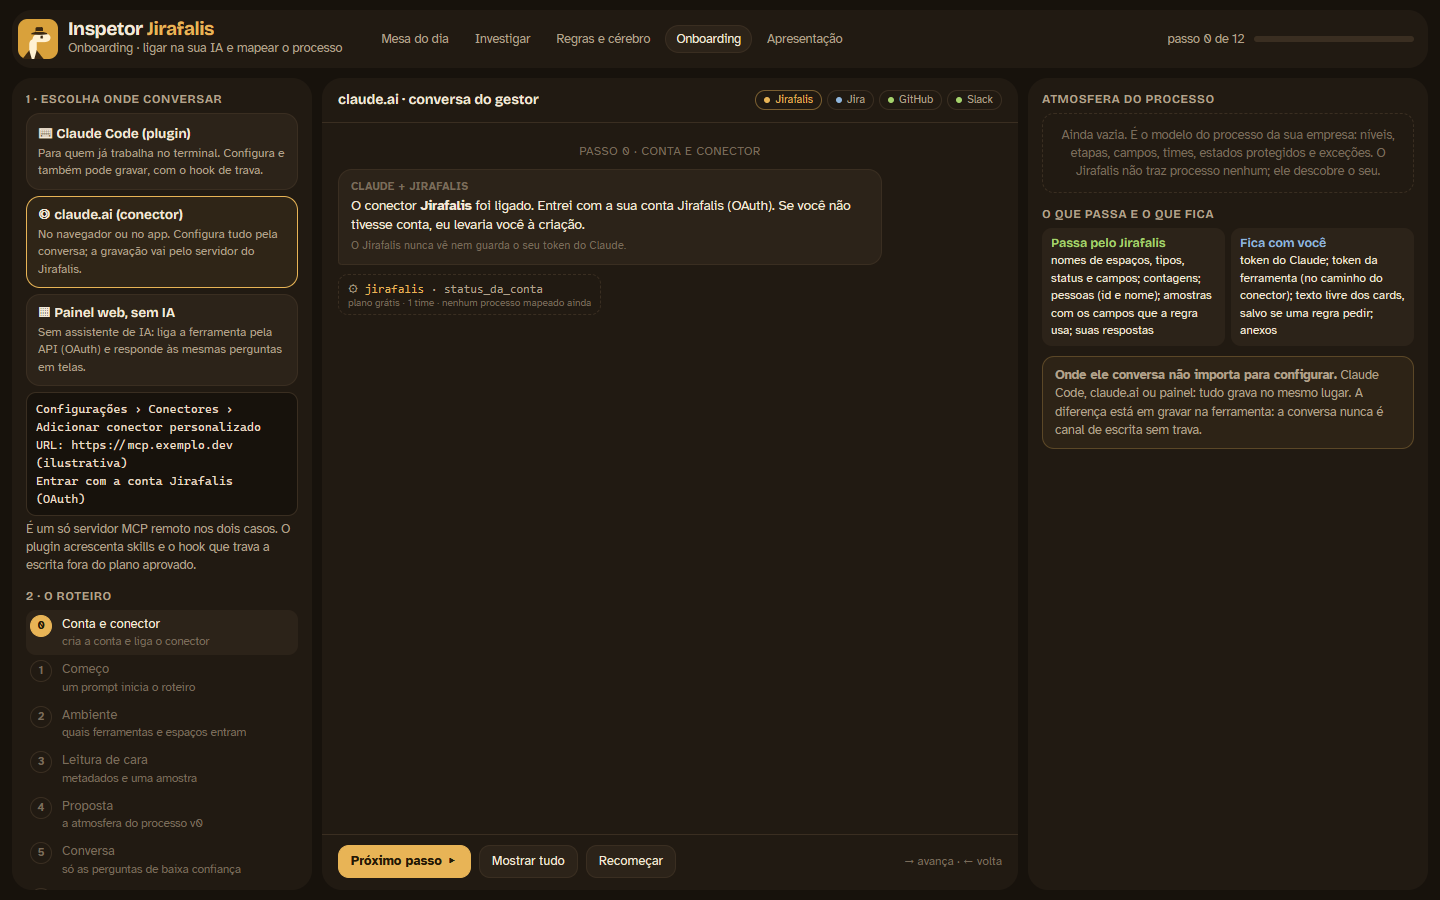 Inspetor Jirafalis
Onboarding · ligar na sua IA e mapear o processo
Mesa do dia
Investigar
Regras e cérebro
Onboarding
Apresentação
passo 0 de 12
1 · ESCOLHA ONDE CONVERSAR
Claude Code (plugin)
Para quem já trabalha no terminal. Configura e
também pode gravar, com o hook de trava.
claude.ai (conector)
No navegador ou no app. Configura tudo pela
conversa; a gravação vai pelo servidor do
Jirafalis.
Painel web, sem IA
Sem assistente de IA: liga a ferramenta pela
API (OAuth) e responde às mesmas perguntas
em telas.
Configurações › Conectores ›
Adicionar conector personalizado
URL: https://mcp.exemplo.dev
(ilustrativa)
Entrar com a conta Jirafalis
(OAuth)
É um só servidor MCP remoto nos dois casos. O
plugin acrescenta skills e o hook que trava a
escrita fora do plano aprovado.
2 · O ROTEIRO
0
Conta e conector
cria a conta e liga o conector
1
Começo
um prompt inicia o roteiro
2
Ambiente
quais ferramentas e espaços entram
3
Leitura de cara
metadados e uma amostra
4
Proposta
a atmosfera do processo v0
5
Conversa
só as perguntas de baixa confiança
claude.ai · conversa do gestor
Jirafalis
Jira
GitHub
Slack
PASSO 0 · CONTA E CONECTOR
CLAUDE + JIRAFALIS
O conector Jirafalis foi ligado. Entrei com a sua conta Jirafalis (OAuth). Se você não
tivesse conta, eu levaria você à criação.
O Jirafalis nunca vê nem guarda o seu token do Claude.
jirafalis · status_da_conta
plano grátis · 1 time · nenhum processo mapeado ainda
Próximo passo ▸
Mostrar tudo
Recomeçar
→ avança · ← volta
ATMOSFERA DO PROCESSO
Ainda vazia. É o modelo do processo da sua empresa: níveis,
etapas, campos, times, estados protegidos e exceções. O
Jirafalis não traz processo nenhum; ele descobre o seu.
O QUE PASSA E O QUE FICA
Passa pelo Jirafalis
nomes de espaços, tipos,
status e campos; contagens;
pessoas (id e nome); amostras
com os campos que a regra
usa; suas respostas
Fica com você
token do Claude; token da
ferramenta (no caminho do
conector); texto livre dos cards,
salvo se uma regra pedir;
anexos
Onde ele conversa não importa para configurar. Claude
Code, claude.ai ou painel: tudo grava no mesmo lugar. A
diferença está em gravar na ferramenta: a conversa nunca é
canal de escrita sem trava.